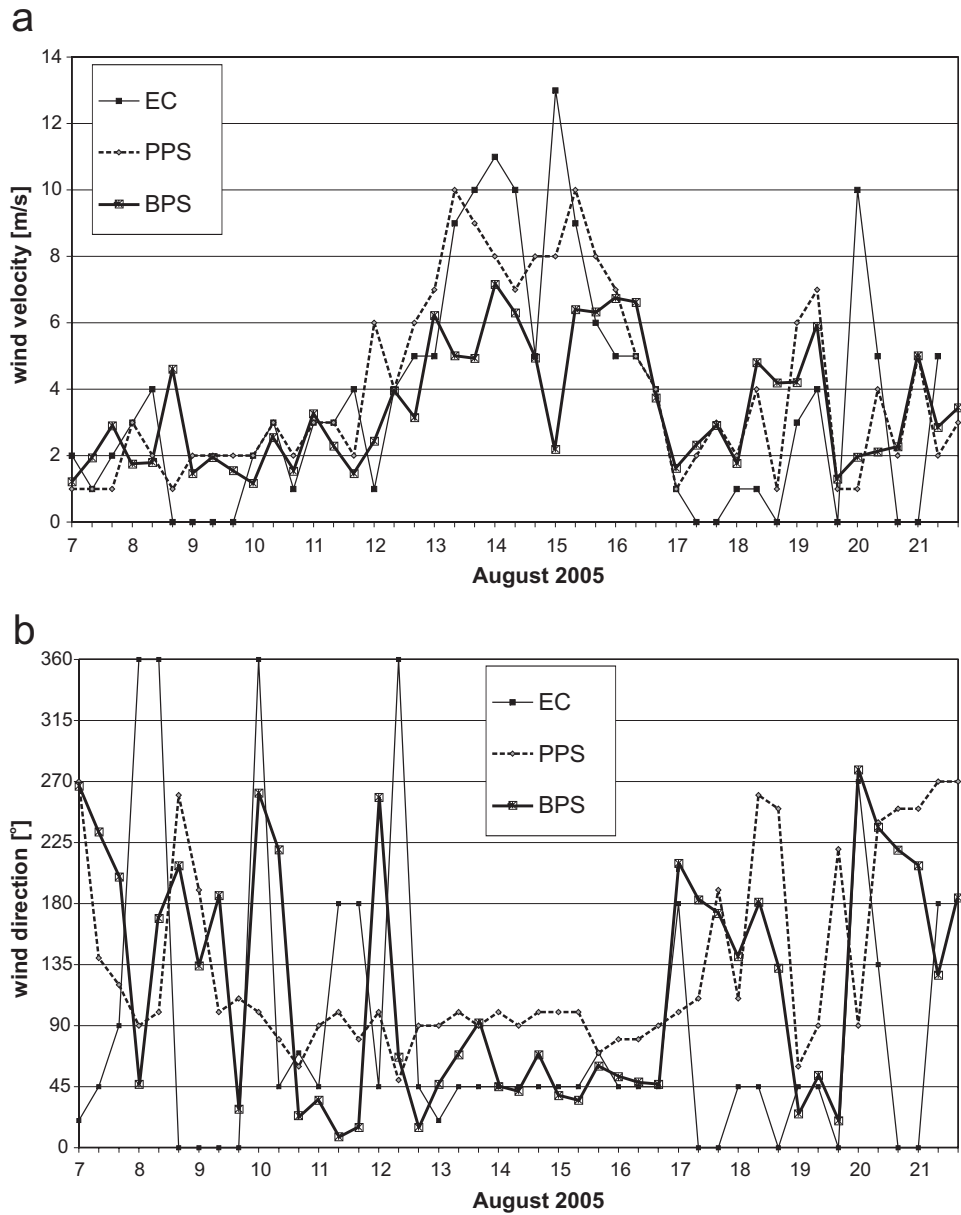 a
wind velocity [m/s]
14
12
10
8
6
4
2
0
EC
PPS
BPS
7 8 9 10 11 12 13 14 15 16 17 18 19 20 21
August 2005
b
wind direction [°]
360
315
270
225
180
135
90
45
0
EC
PPS
BPS
7 8 9 10 11 12 13 14 15 16 17 18 19 20 21
August 2005